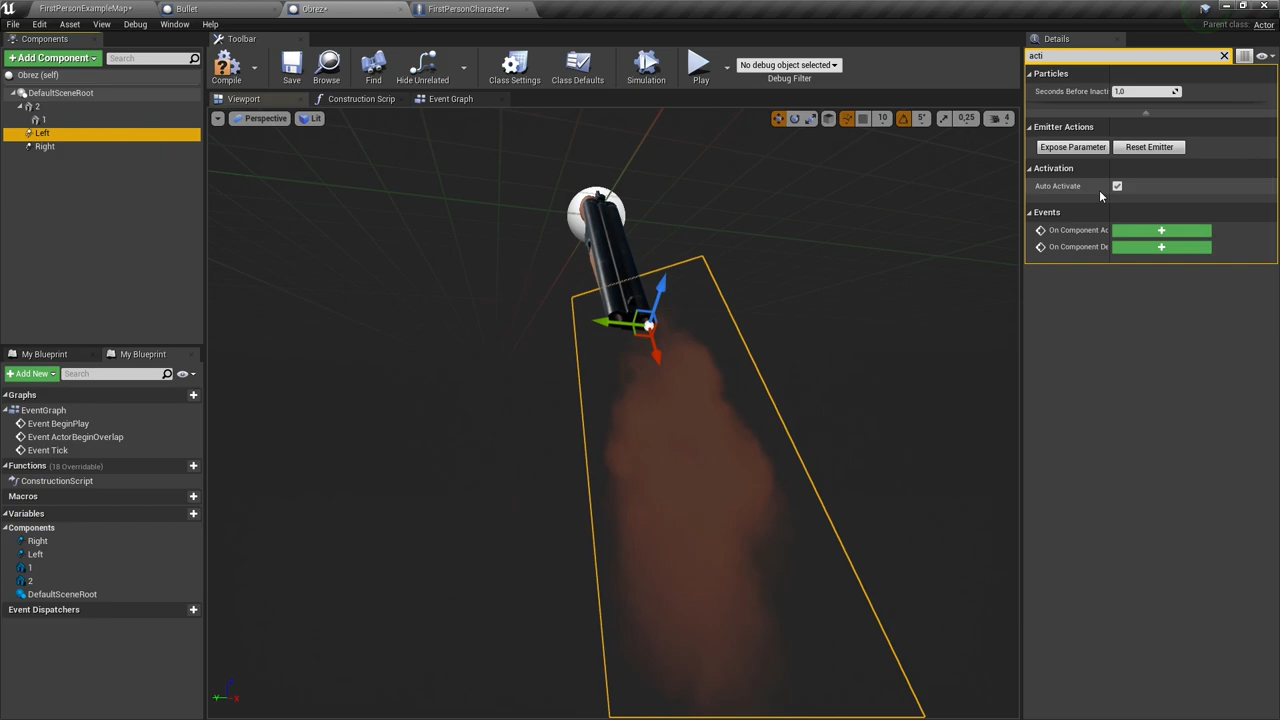 FirstPersonExampleMap*
Bullet
Obrez*
FirstPersonCharacter*
File
Edit
Asset
View
Debug
Window
Help
Parent class: Actor
Components
+ Add Component
Search
Obrez (self)
DefaultSceneRoot
2
1
Left
Right
Toolbar
Compile
Save
Browse
Find
Hide Unrelated
Class Settings
Class Defaults
Simulation
Play
No debug object selected
Debug Filter
Viewport
Construction Scrip
Event Graph
Perspective
Lit
10
5°
0,25
4
Details
acti
Particles
Seconds Before Inacti
1,0
Emitter Actions
Expose Parameter
Reset Emitter
Activation
Auto Activate
Events
On Component Ac
On Component De
My Blueprint
My Blueprint
+ Add New
Search
Graphs
EventGraph
Event BeginPlay
Event ActorBeginOverlap
Event Tick
Functions (18 Overridable)
ConstructionScript
Macros
Variables
Components
Right
Left
1
2
DefaultSceneRoot
Event Dispatchers